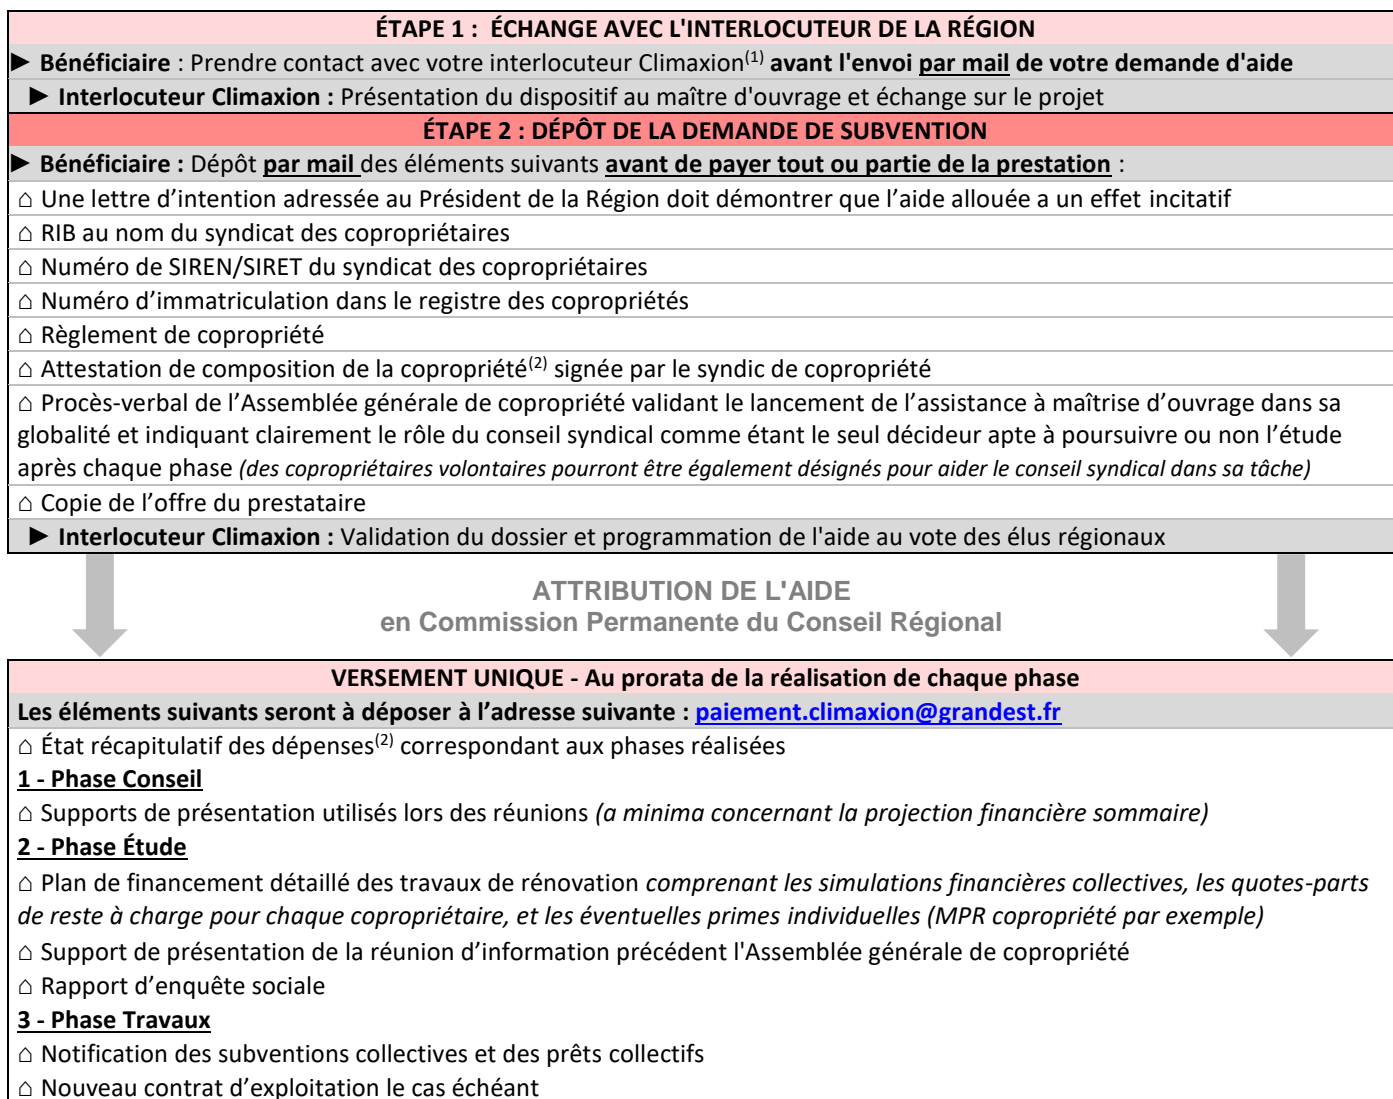 ÉTAPE 1 : ÉCHANGE AVEC L'INTERLOCUTEUR DE LA RÉGION
► Bénéficiaire : Prendre contact avec votre interlocuteur Climaxion(1) avant l'envoi par mail de votre demande d'aide
► Interlocuteur Climaxion : Présentation du dispositif au maître d'ouvrage et échange sur le projet
ÉTAPE 2 : DÉPÔT DE LA DEMANDE DE SUBVENTION
► Bénéficiaire : Dépôt par mail des éléments suivants avant de payer tout ou partie de la prestation :
⌂ Une lettre d’intention adressée au Président de la Région doit démontrer que l’aide allouée a un effet incitatif
⌂ RIB au nom du syndicat des copropriétaires
⌂ Numéro de SIREN/SIRET du syndicat des copropriétaires
⌂ Numéro d’immatriculation dans le registre des copropriétés
⌂ Règlement de copropriété
⌂ Attestation de composition de la copropriété(2) signée par le syndic de copropriété
⌂ Procès-verbal de l’Assemblée générale de copropriété validant le lancement de l’assistance à maîtrise d’ouvrage dans sa
globalité et indiquant clairement le rôle du conseil syndical comme étant le seul décideur apte à poursuivre ou non l’étude
après chaque phase (des copropriétaires volontaires pourront être également désignés pour aider le conseil syndical dans sa tâche)
⌂ Copie de l’offre du prestataire
► Interlocuteur Climaxion : Validation du dossier et programmation de l'aide au vote des élus régionaux
ATTRIBUTION DE L'AIDE
en Commission Permanente du Conseil Régional
VERSEMENT UNIQUE - Au prorata de la réalisation de chaque phase
Les éléments suivants seront à déposer à l’adresse suivante : paiement.climaxion@grandest.fr
⌂ État récapitulatif des dépenses(2) correspondant aux phases réalisées
1 - Phase Conseil
⌂ Supports de présentation utilisés lors des réunions (a minima concernant la projection financière sommaire)
2 - Phase Étude
⌂ Plan de financement détaillé des travaux de rénovation comprenant les simulations financières collectives, les quotes-parts
de reste à charge pour chaque copropriétaire, et les éventuelles primes individuelles (MPR copropriété par exemple)
⌂ Support de présentation de la réunion d’information précédent l'Assemblée générale de copropriété
⌂ Rapport d’enquête sociale
3 - Phase Travaux
⌂ Notification des subventions collectives et des prêts collectifs
⌂ Nouveau contrat d’exploitation le cas échéant